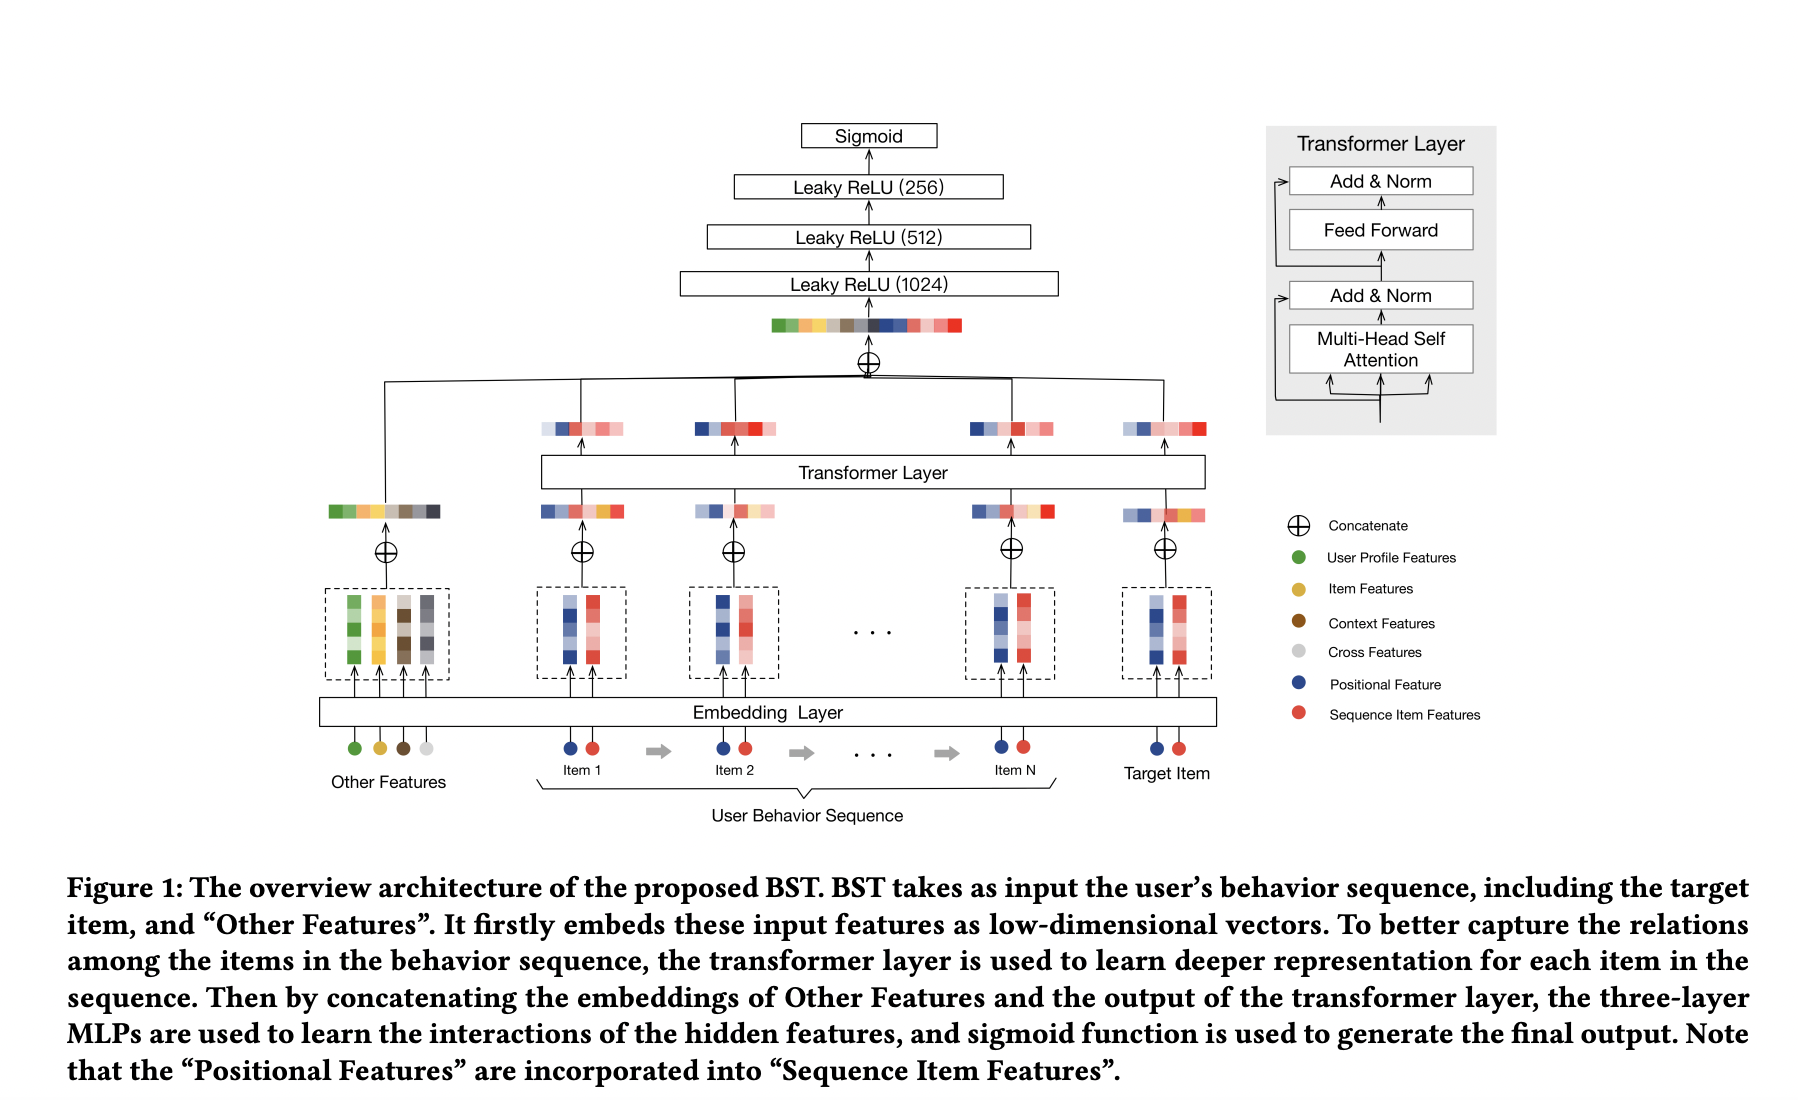 Sigmoid
Leaky ReLU (256)
Leaky ReLU (512)
Leaky ReLU (1024)
Transformer Layer
Embedding Layer
Item 1
Item 2
. . .
Item N
Other Features
Target Item
User Behavior Sequence
Transformer Layer
Add & Norm
Feed Forward
Add & Norm
Multi-Head Self
Attention
Concatenate
User Profile Features
Item Features
Context Features
Cross Features
Positional Feature
Sequence Item Features
Figure 1: The overview architecture of the proposed BST. BST takes as input the user’s behavior sequence, including the target
item, and “Other Features”. It firstly embeds these input features as low-dimensional vectors. To better capture the relations
among the items in the behavior sequence, the transformer layer is used to learn deeper representation for each item in the
sequence. Then by concatenating the embeddings of Other Features and the output of the transformer layer, the three-layer
MLPs are used to learn the interactions of the hidden features, and sigmoid function is used to generate the final output. Note
that the “Positional Features” are incorporated into “Sequence Item Features”.